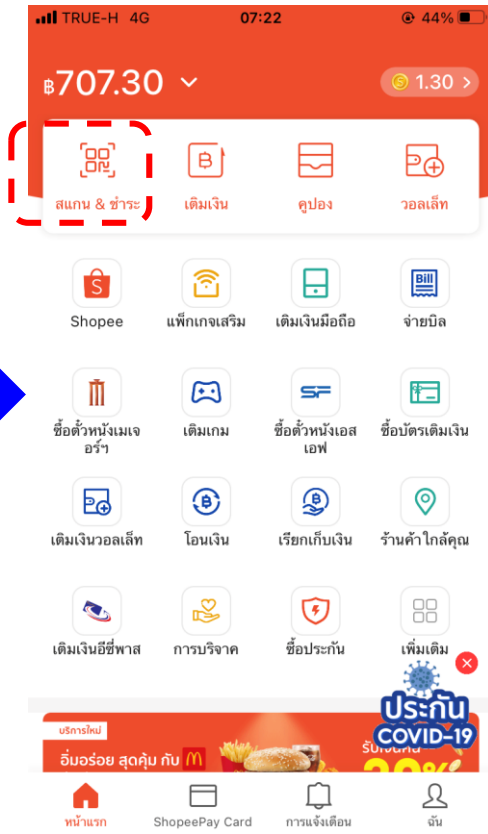 TRUE-H 4G 07:22 44%
฿707.30 1.30
สแกน & ชำระ เติมเงิน คูปอง วอลเล็ท
Bill
Shopee แพ็กเกจเสริม เติมเงินมือถือ จ่ายบิล
SF
ซื้อตั๋วหนังเมเจอร์ฯ เติมเกม ซื้อตั๋วหนังเอสเอฟ ซื้อบัตรเติมเงิน
เติมเงินวอลเล็ท โอนเงิน เรียกเก็บเงิน ร้านค้าใกล้คุณ
เติมเงินอีซี่พาส การบริจาค ซื้อประกัน เพิ่มเติม
ประกัน
COVID-19
บริการใหม่
อิ่มอร่อย สุดคุ้ม กับ
หน้าแรก ShopeePay Card การแจ้งเตือน ฉัน